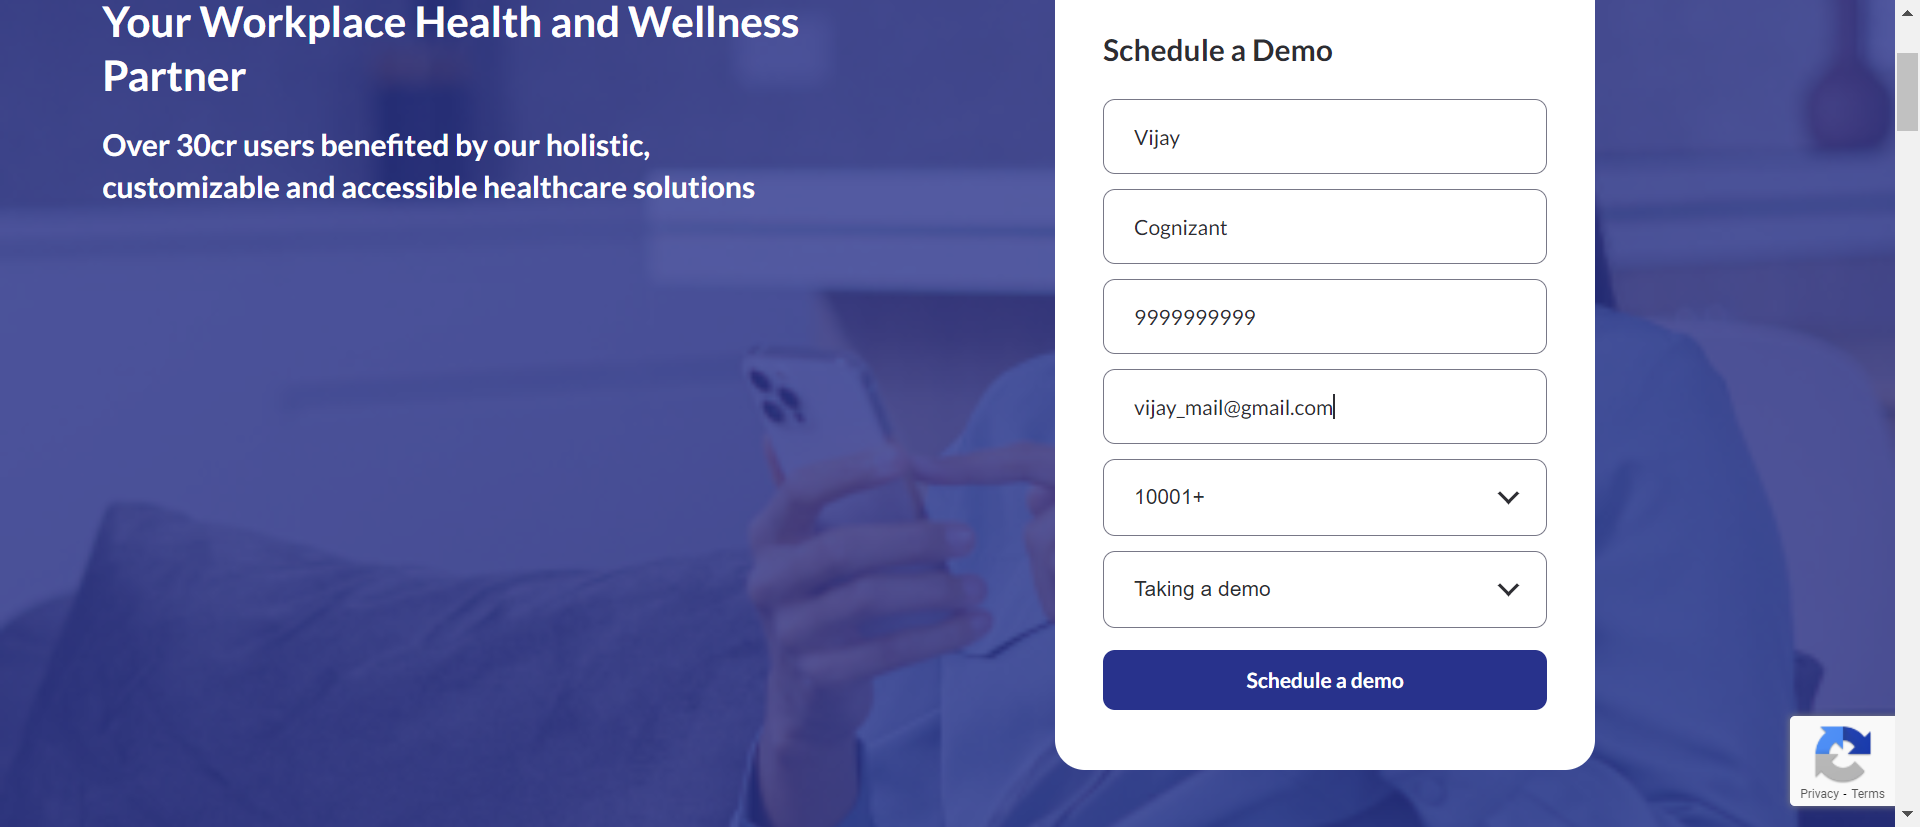 Your Workplace Health and Wellness
Partner
Over 30cr users benefited by our holistic,
customizable and accessible healthcare solutions
Schedule a Demo
Vijay
Cognizant
9999999999
vijay_mail@gmail.com
10001+
Taking a demo
Schedule a demo
Privacy - Terms